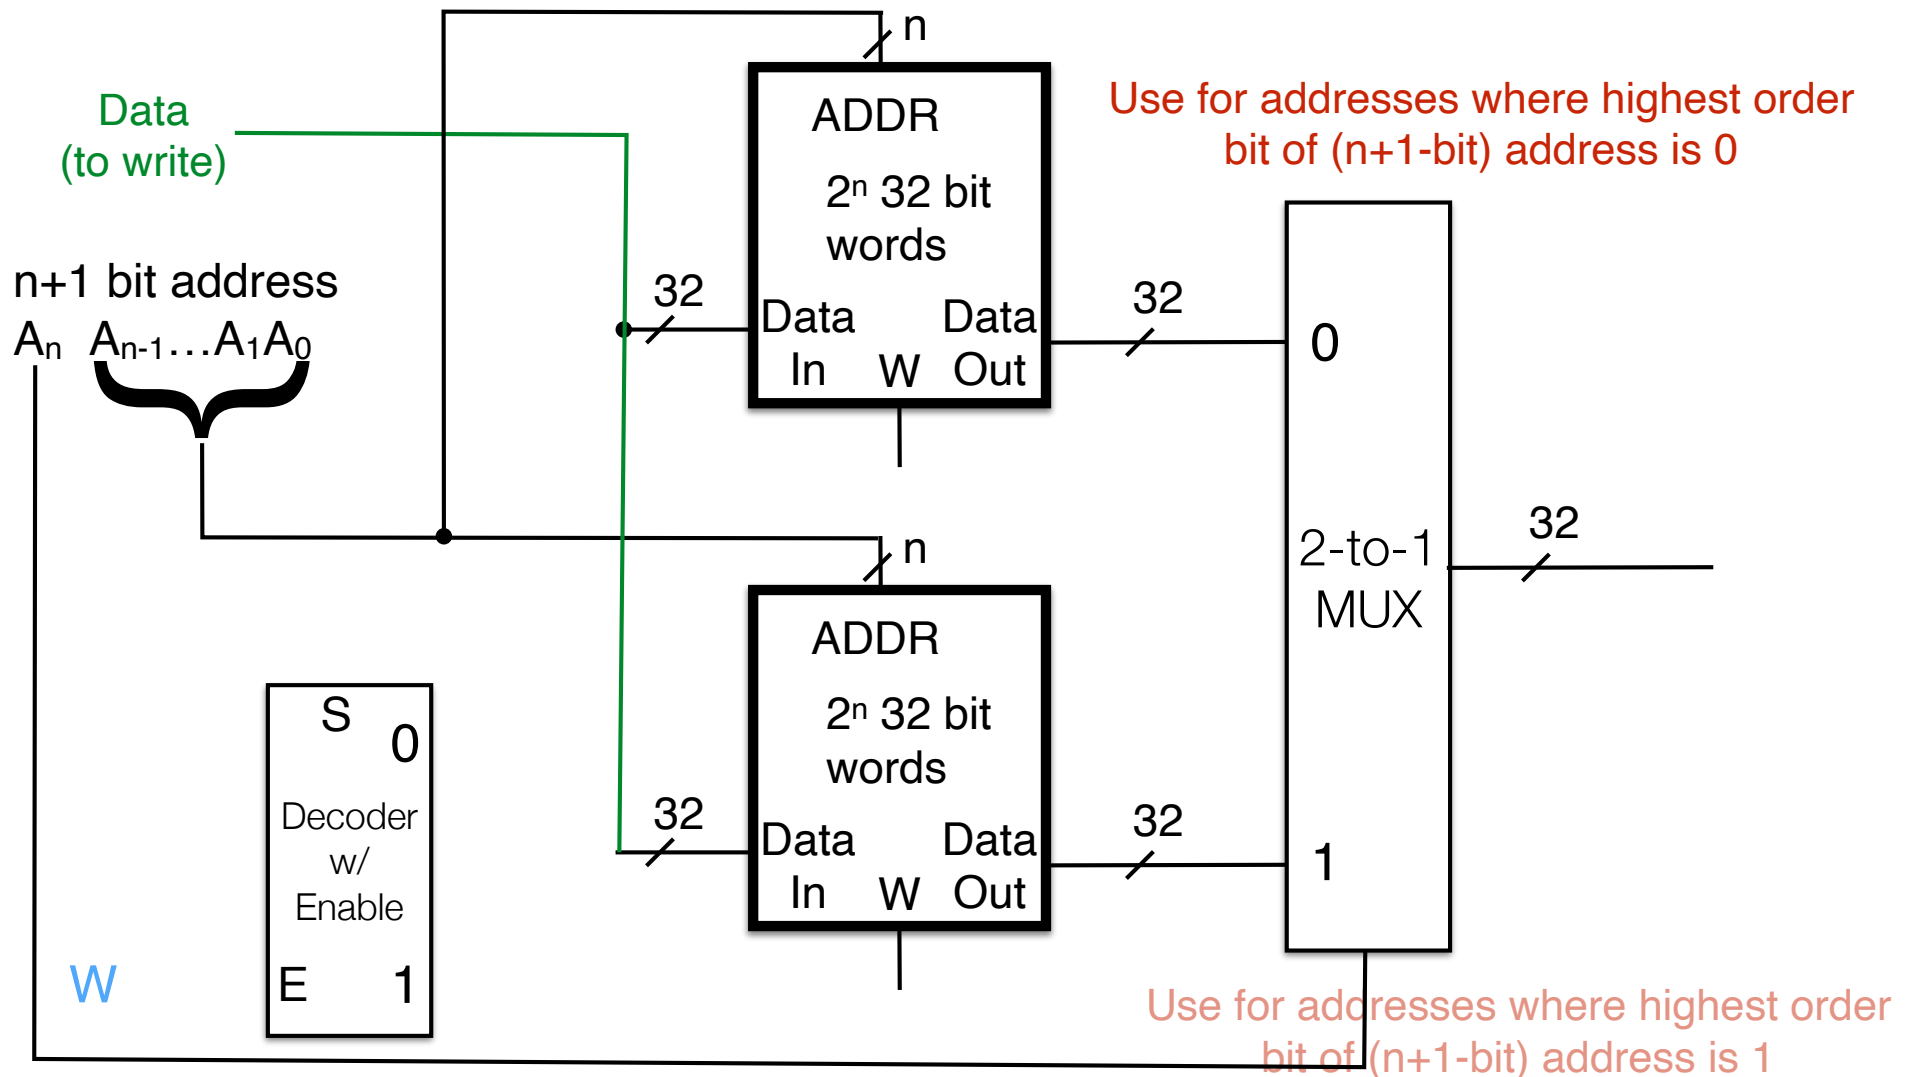 n
Data
(to write)
ADDR
2ⁿ 32 bit
words
Use for addresses where highest order
bit of (n+1-bit) address is 0
n+1 bit address
Aₙ Aₙ₋₁…A₁A₀
32
Data
In
W
Data
Out
32
0
n
32
2-to-1
MUX
ADDR
2ⁿ 32 bit
words
S
0
Decoder
w/
Enable
E
1
W
32
Data
In
W
Data
Out
32
1
Use for addresses where highest order
bit of (n+1-bit) address is 1